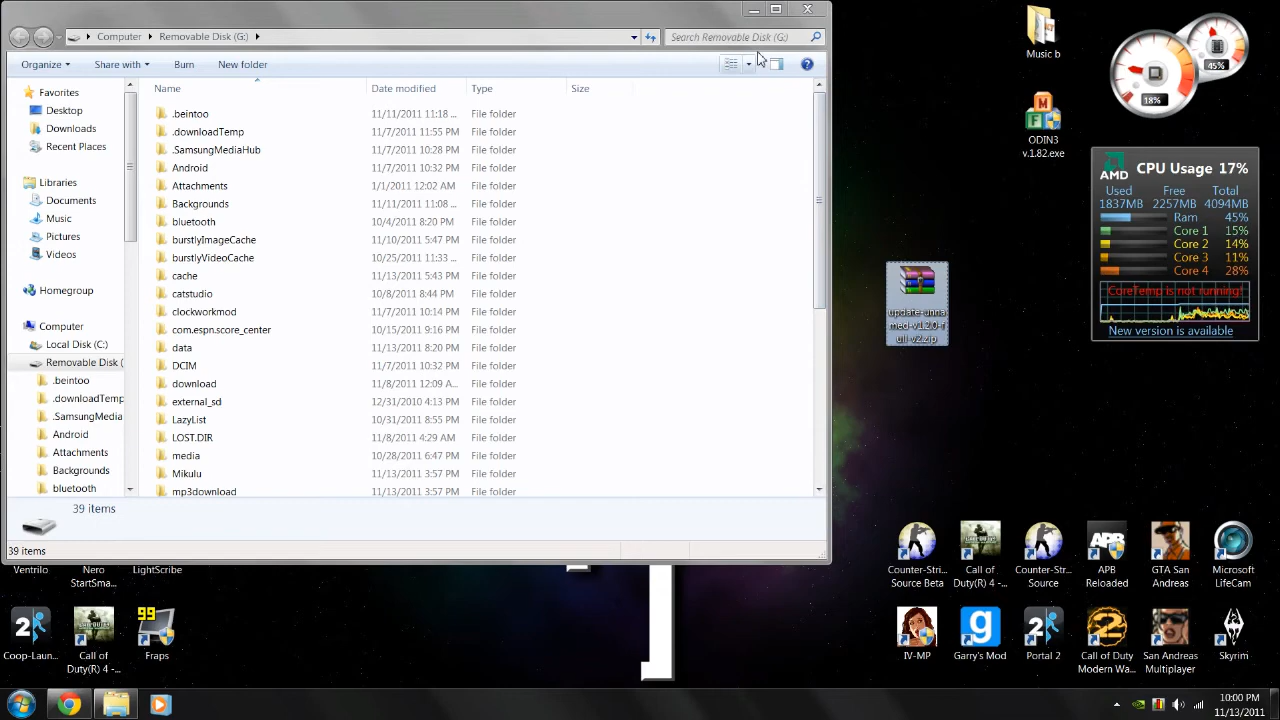 Computer ▸ Removable Disk (G:) ▸
Search Removable Disk (G:)
Organize ▾ Share with ▾ Burn New folder
Name Date modified Type Size
Favorites
Desktop
Downloads
Recent Places
Libraries
Documents
Music
Pictures
Videos
Homegroup
Computer
Local Disk (C:)
Removable Disk (
.beintoo
.downloadTemp
.SamsungMedia
Android
Attachments
Backgrounds
bluetooth
.beintoo 11/11/2011 11:18 ... File folder
.downloadTemp 11/7/2011 11:55 PM File folder
.SamsungMediaHub 11/7/2011 10:28 PM File folder
Android 11/7/2011 10:32 PM File folder
Attachments 1/1/2011 12:02 AM File folder
Backgrounds 11/11/2011 11:08 ... File folder
bluetooth 10/4/2011 8:20 PM File folder
burstlyImageCache 11/10/2011 5:47 PM File folder
burstlyVideoCache 10/25/2011 11:33 ... File folder
cache 11/13/2011 5:43 PM File folder
catstudio 10/8/2011 8:44 PM File folder
clockworkmod 11/7/2011 10:14 PM File folder
com.espn.score_center 10/15/2011 9:16 PM File folder
data 11/13/2011 8:20 PM File folder
DCIM 11/7/2011 10:32 PM File folder
download 11/8/2011 12:09 A... File folder
external_sd 12/31/2010 4:13 PM File folder
LazyList 10/31/2011 8:55 PM File folder
LOST.DIR 11/8/2011 4:29 AM File folder
media 10/28/2011 6:47 PM File folder
Mikulu 11/13/2011 3:57 PM File folder
mp3download 11/13/2011 3:57 PM File folder
39 items
39 items
Music b
ODIN3
v.1.82.exe
update-unna
med-v1.2.0-f
ull-v2.zip
18%
45%
AMD
CPU Usage 17%
Used Free Total
1837MB 2257MB 4094MB
Ram 45%
Core 1 15%
Core 2 14%
Core 3 11%
Core 4 28%
CoreTemp is not running!
New version is available
Ventrilo
Nero
StartSma...
LightScribe
2
Coop-Laun...
Call of
Duty(R) 4 -...
99
Fraps
Counter-Stri...
Source Beta
Call of
Duty(R) 4 -...
Counter-Stri...
Source
APB
APB
Reloaded
GTA San
Andreas
Microsoft
LifeCam
IV-MP
g
Garry's Mod
2
Portal 2
2
Call of Duty
Modern Wa...
San Andreas
Multiplayer
Skyrim
10:00 PM
11/13/2011